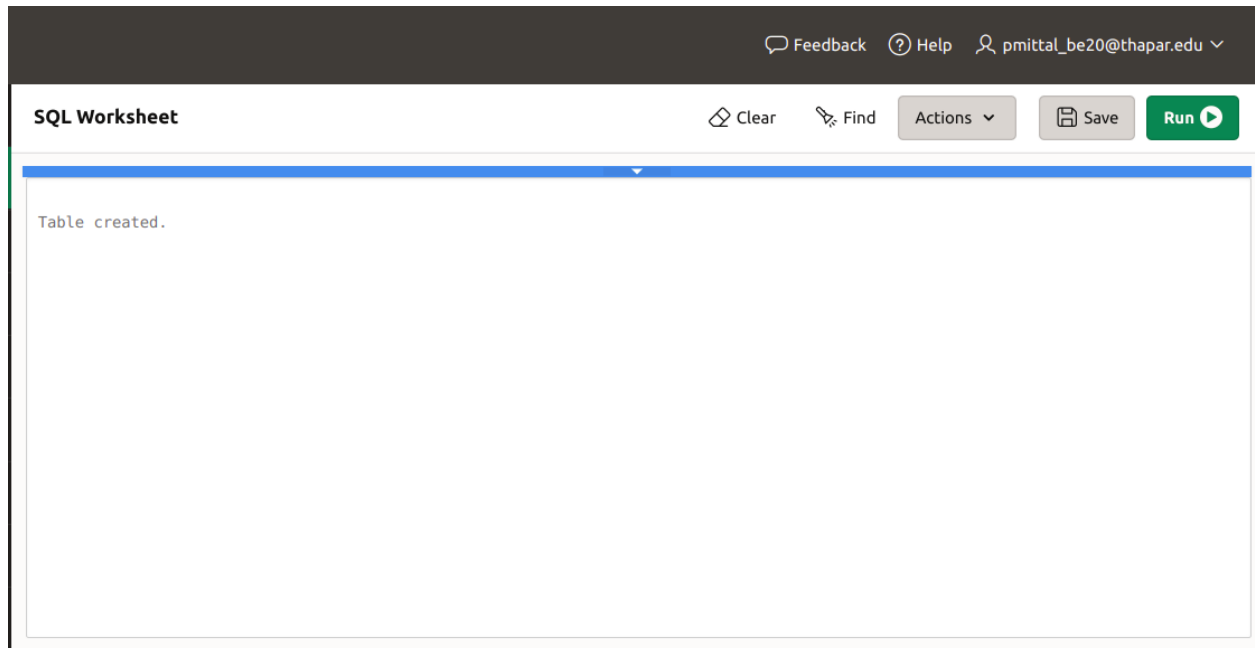 Feedback Help pmittal_be20@thapar.edu
SQL Worksheet Clear Find Actions Save Run
Table created.